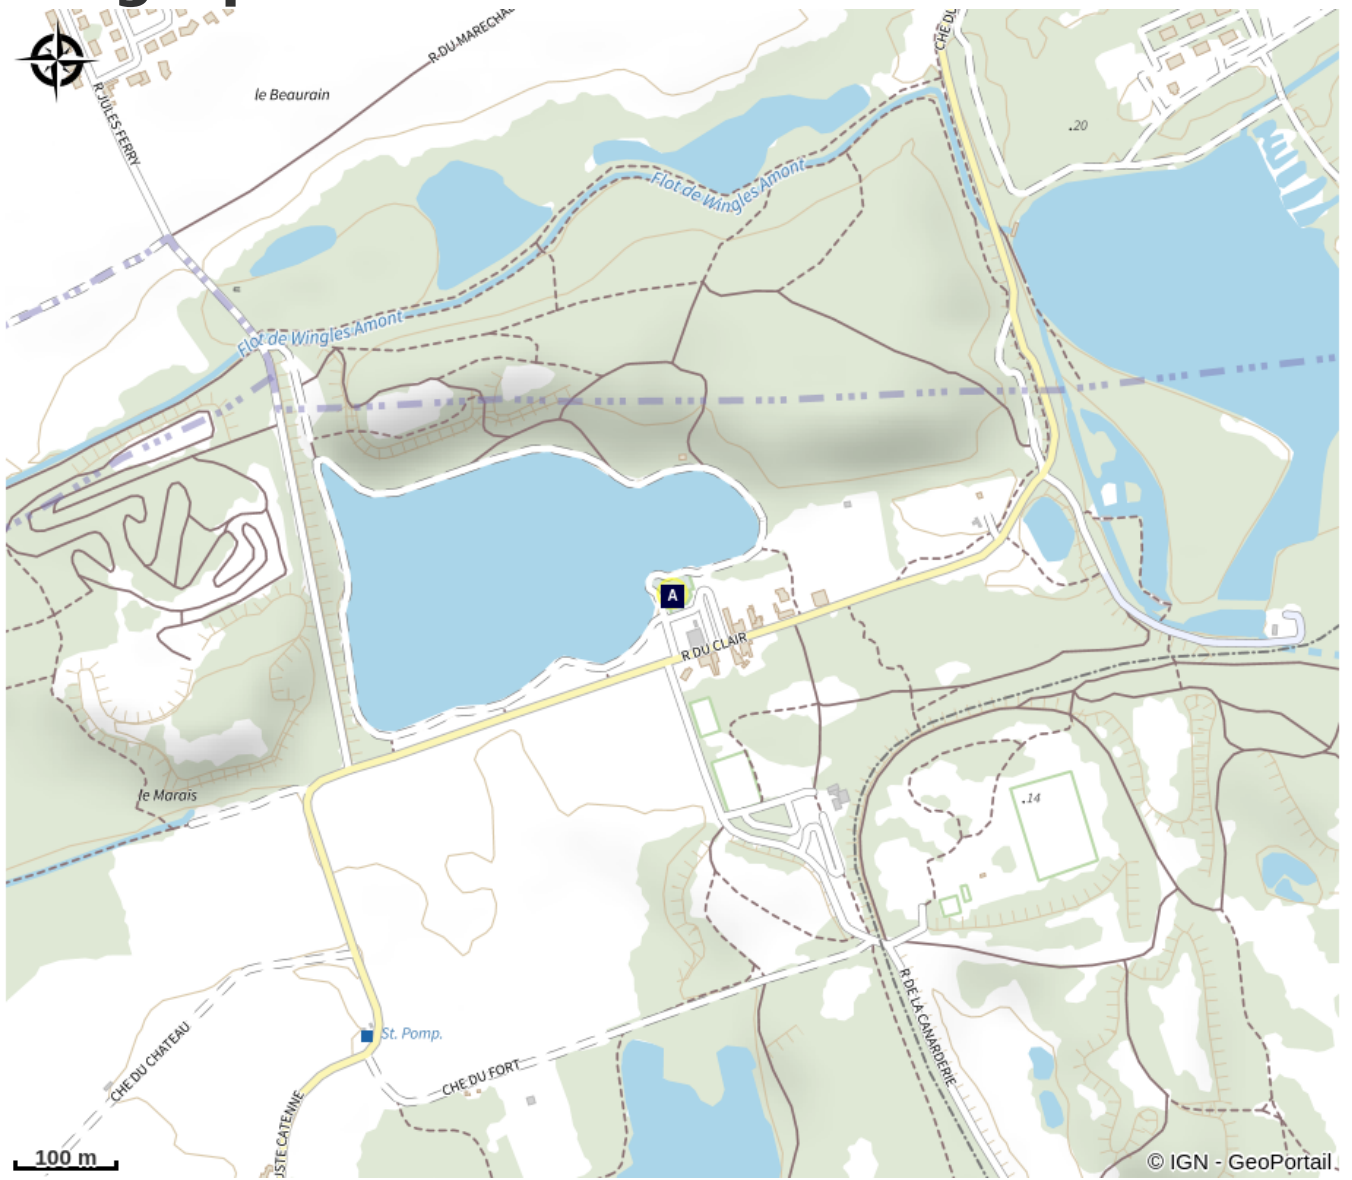 R DU MARECHA
CHE DU
R JULES FERRY
le Beaurain
.20
Flot de Wingles Amont
Flot de Wingles Amont
A
R DU CLAIR
le Marais
.14
St. Pomp.
R DE LA CANARDERIE
CHE DU CHATEAU
CHE DU FORT
USTE CATENNE
100 m
© IGN - GeoPortail